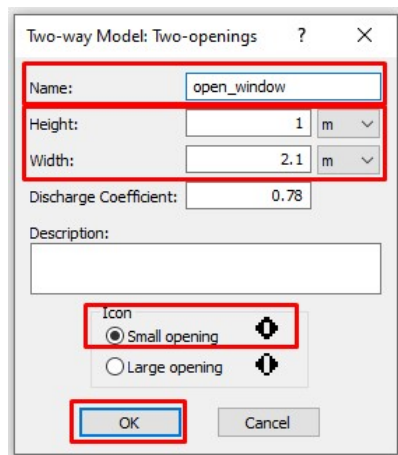 Two-way Model: Two-openings ? X
Name: open_window
Height: 1 m
Width: 2.1 m
Discharge Coefficient: 0.78
Description:
Icon
Small opening
Large opening
OK Cancel